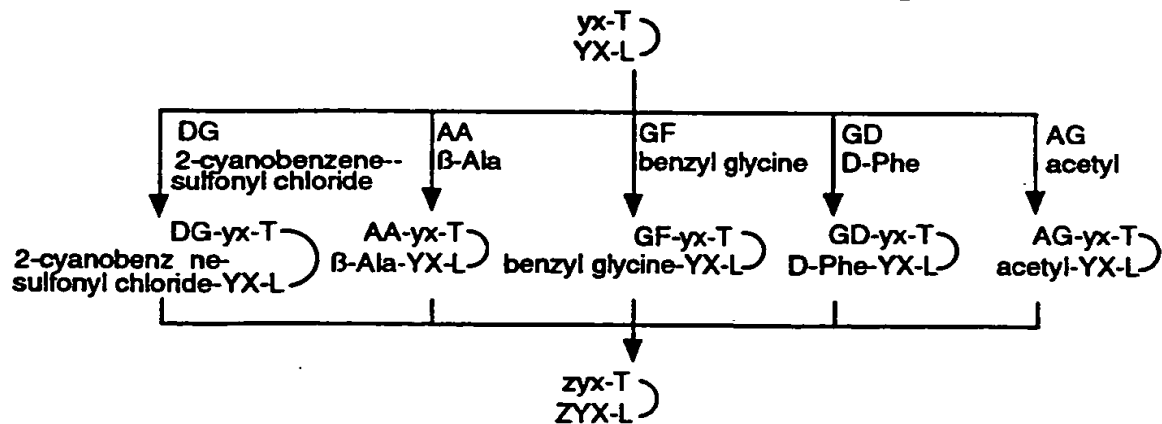 yx-T
YX-L
DG
2-cyanobenzene--
sulfonyl chloride
AA
ß-Ala
GF
benzyl glycine
GD
D-Phe
AG
acetyl
DG-yx-T
2-cyanobenz ne-
sulfonyl chloride-YX-L
AA-yx-T
ß-Ala-YX-L
GF-yx-T
benzyl glycine-YX-L
GD-yx-T
D-Phe-YX-L
AG-yx-T
acetyl-YX-L
zyx-T
ZYX-L